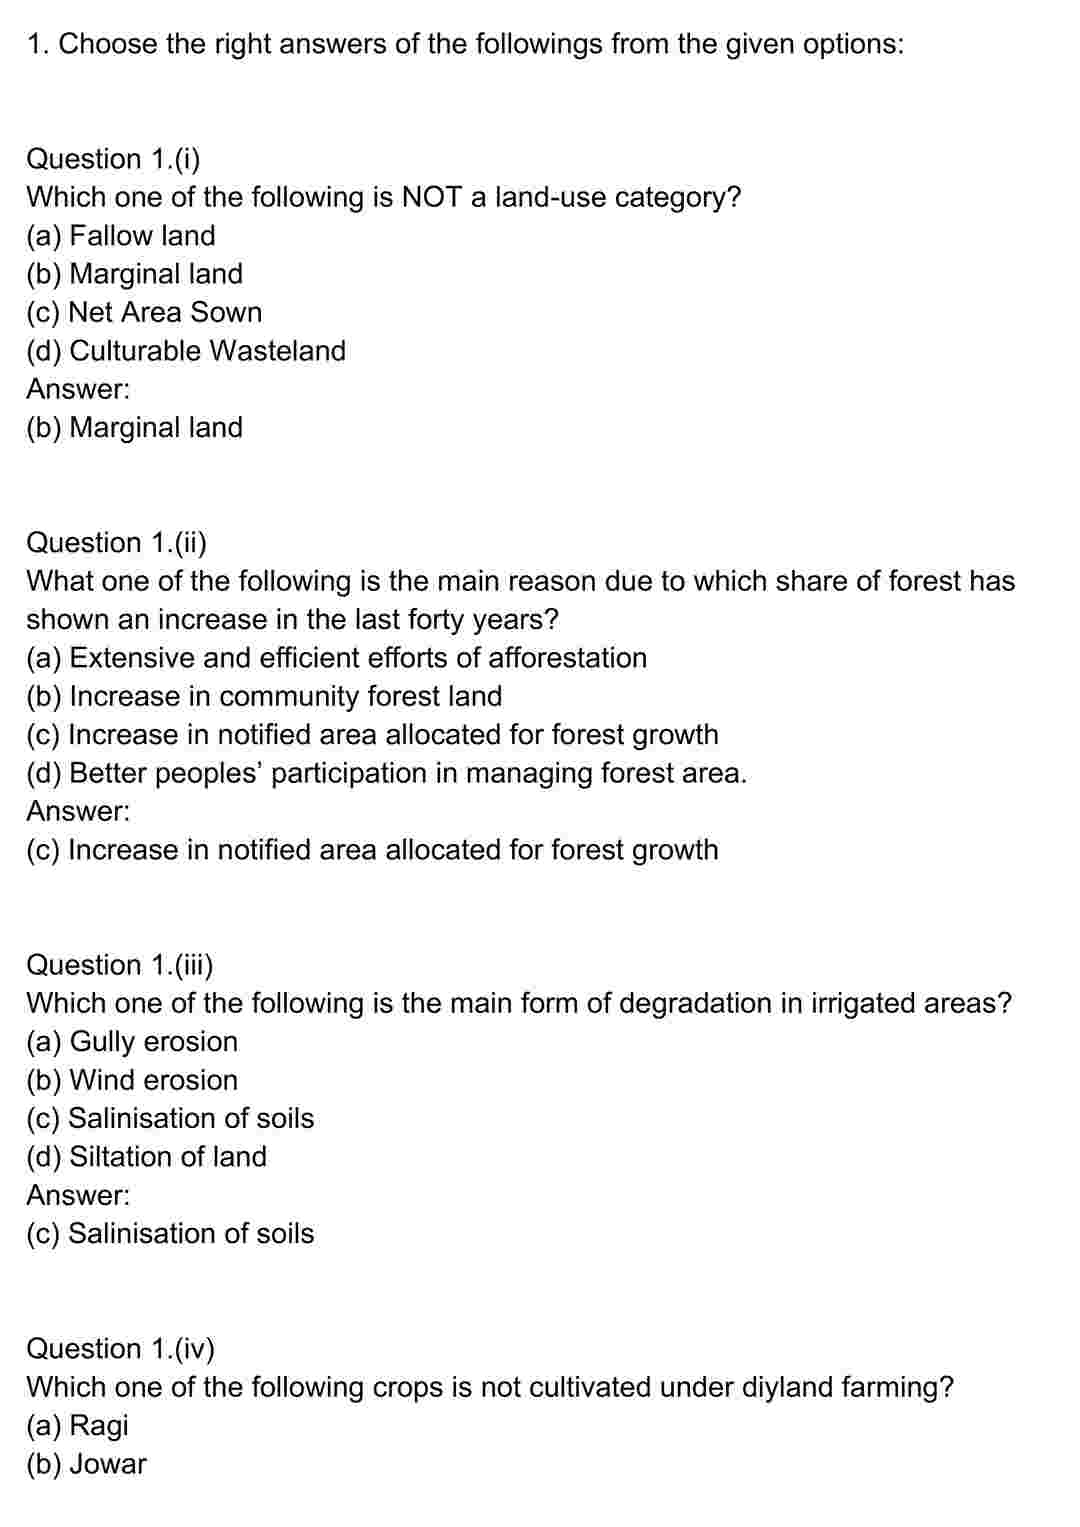 1. Choose the right answers of the followings from the given options:
Question 1.(i)
Which one of the following is NOT a land-use category?
(a) Fallow land
(b) Marginal land
(c) Net Area Sown
(d) Culturable Wasteland
Answer:
(b) Marginal land
Question 1.(ii)
What one of the following is the main reason due to which share of forest has
shown an increase in the last forty years?
(a) Extensive and efficient efforts of afforestation
(b) Increase in community forest land
(c) Increase in notified area allocated for forest growth
(d) Better peoples’ participation in managing forest area.
Answer:
(c) Increase in notified area allocated for forest growth
Question 1.(iii)
Which one of the following is the main form of degradation in irrigated areas?
(a) Gully erosion
(b) Wind erosion
(c) Salinisation of soils
(d) Siltation of land
Answer:
(c) Salinisation of soils
Question 1.(iv)
Which one of the following crops is not cultivated under diyland farming?
(a) Ragi
(b) Jowar